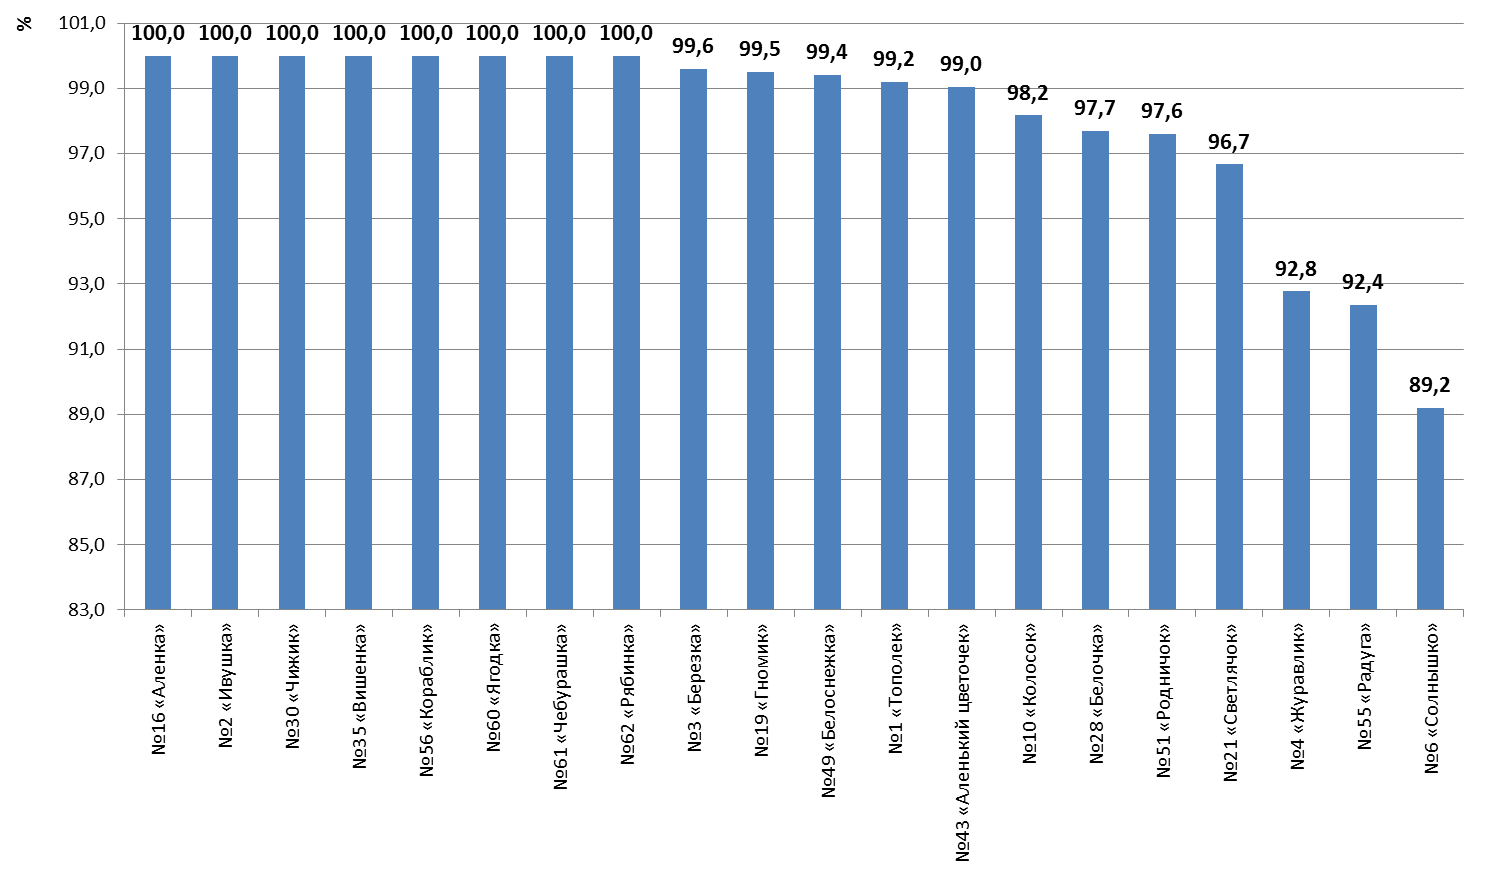 %
101,0
99,0
97,0
95,0
93,0
91,0
89,0
87,0
85,0
83,0
100,0
100,0
100,0
100,0
100,0
100,0
100,0
100,0
99,6
99,5
99,4
99,2
99,0
98,2
97,7
97,6
96,7
92,8
92,4
89,2
№16 «Аленка»
№2 «Ивушка»
№30 «Чижик»
№35 «Вишенка»
№56 «Кораблик»
№60 «Ягодка»
№61 «Чебурашка»
№62 «Рябинка»
№3 «Березка»
№19 «Гномик»
№49 «Белоснежка»
№1 «Тополек»
№43 «Аленький цветочек»
№10 «Колосок»
№28 «Белочка»
№51 «Родничок»
№21 «Светлячок»
№4 «Журавлик»
№55 «Радуга»
№6 «Солнышко»